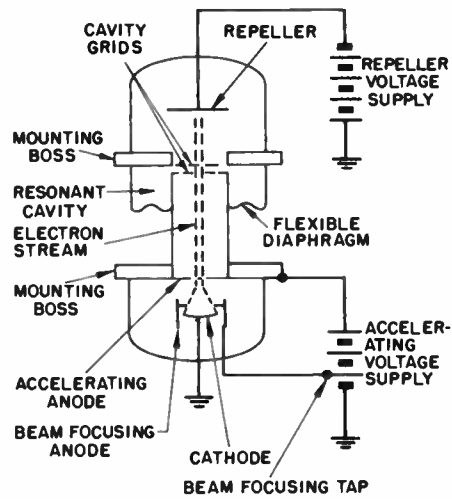 CAVITY
GRIDS
REPELLER
REPELLER
VOLTAGE
SUPPLY
MOUNTING
BOSS
RESONANT
CAVITY
ELECTRON
STREAM
FLEXIBLE
DIAPHRAGM
MOUNTING
BOSS
ACCELER-
ATING
VOLTAGE
SUPPLY
ACCELERATING
ANODE
BEAM FOCUSING
ANODE
CATHODE
BEAM FOCUSING TAP